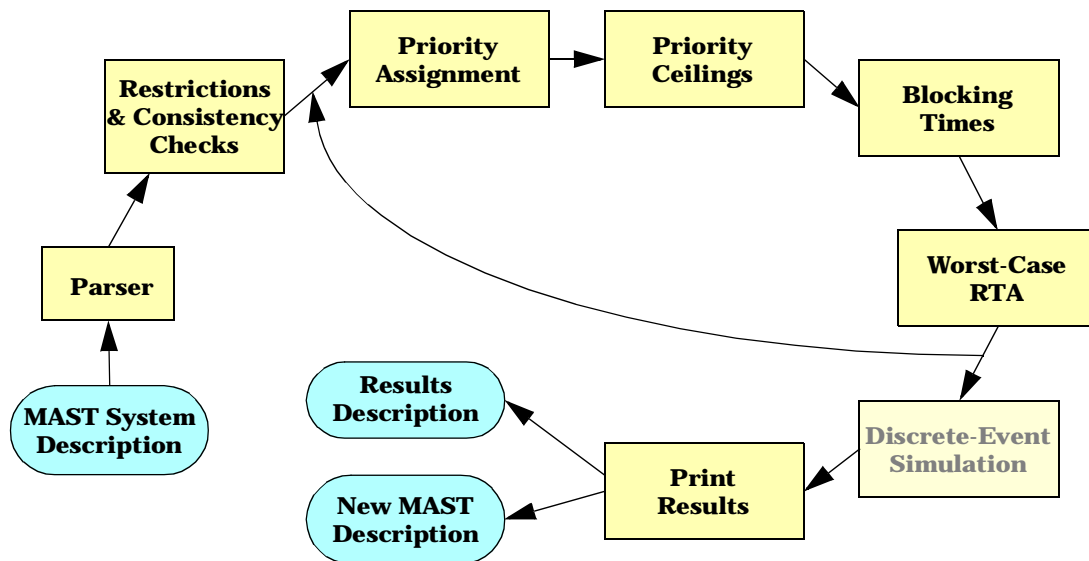 Priority
Assignment
Priority
Ceilings
Restrictions
& Consistency
Checks
Blocking
Times
Parser
Worst-Case
RTA
MAST System
Description
Results
Description
Discrete-Event
Simulation
Print
Results
New MAST
Description